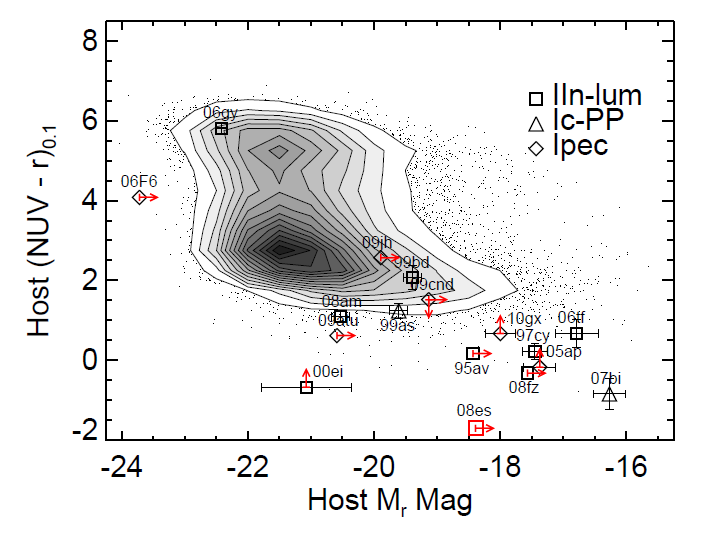 8
6
4
2
0
-2
Host (NUV - r)0.1
-24 -22 -20 -18 -16
Host Mr Mag
IIn-lum
Ic-PP
Ipec
06gy
06F6
09jh
99bd
09cnd
08am
99as
00ei
10gx
06tf
97cy
05ap
95av
08fz
07bi
08es